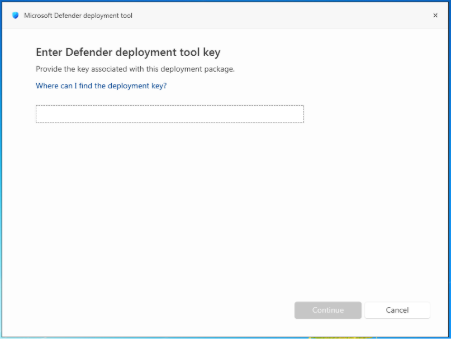 Microsoft Defender deployment tool
Enter Defender deployment tool key
Provide the key associated with this deployment package.
Where can I find the deployment key?
Continue
Cancel